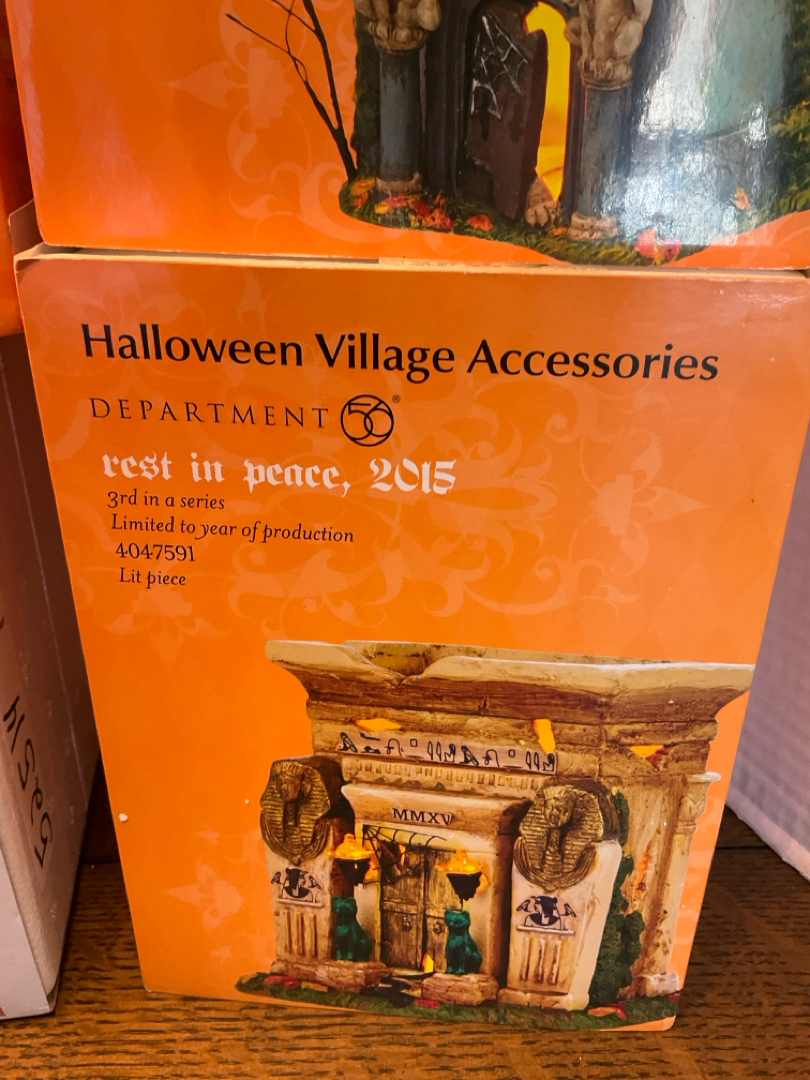 Halloween Village Accessories
DEPARTMENT 56®
rest in peace, 2015
3rd in a series
Limited to year of production
4047591
Lit piece
MMXV